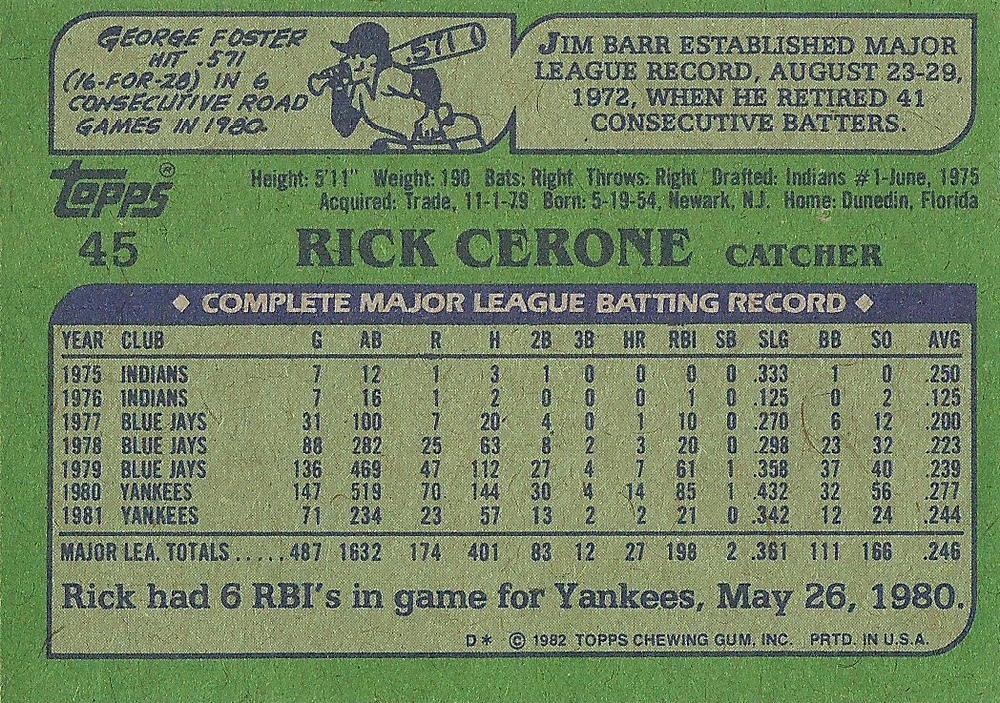 GEORGE FOSTER
HIT .571
(16-FOR-28) IN 6
CONSECUTIVE ROAD
GAMES IN 1980.
.571
JIM BARR ESTABLISHED MAJOR
LEAGUE RECORD, AUGUST 23-29,
1972, WHEN HE RETIRED 41
CONSECUTIVE BATTERS.
topps®
Height: 5'11" Weight: 190 Bats: Right Throws: Right Drafted: Indians #1-June, 1975
Acquired: Trade, 11-1-79 Born: 5-19-54, Newark, N.J. Home: Dunedin, Florida
45 RICK CERONE CATCHER
◆ COMPLETE MAJOR LEAGUE BATTING RECORD ◆
YEAR CLUB G AB R H 2B 3B HR RBI SB SLG BB SO AVG
1975 INDIANS 7 12 1 3 1 0 0 0 0 .333 1 0 .250
1976 INDIANS 7 16 1 2 0 0 0 1 0 .125 0 2 .125
1977 BLUE JAYS 31 100 7 20 4 0 1 10 0 .270 6 12 .200
1978 BLUE JAYS 88 282 25 63 8 2 3 20 0 .298 23 32 .223
1979 BLUE JAYS 136 469 47 112 27 4 7 61 1 .358 37 40 .239
1980 YANKEES 147 519 70 144 30 4 14 85 1 .432 32 56 .277
1981 YANKEES 71 234 23 57 13 2 2 21 0 .342 12 24 .244
MAJOR LEA. TOTALS.....487 1632 174 401 83 12 27 198 2 .361 111 166 .246
Rick had 6 RBI's in game for Yankees, May 26, 1980.
D* © 1982 TOPPS CHEWING GUM, INC. PRTD. IN U.S.A.